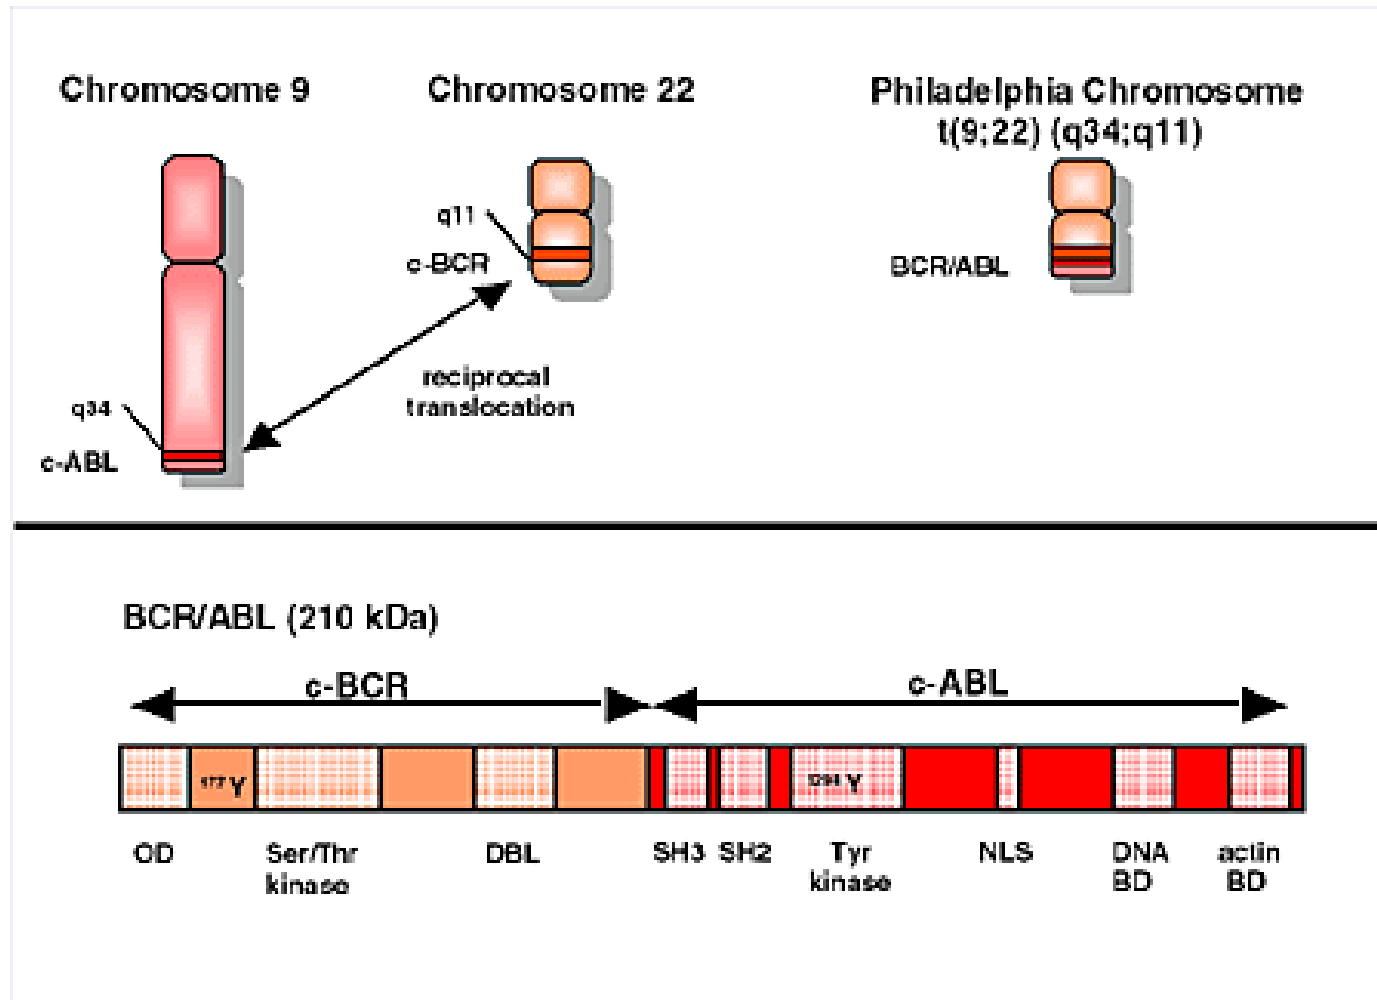 Chromosome 9
Chromosome 22
Philadelphia Chromosome
t(9;22) (q34;q11)
q11
c-BCR
BCR/ABL
reciprocal
translocation
q34
c-ABL
BCR/ABL (210 kDa)
c-BCR
c-ABL
177 Y
Y
OD
Ser/Thr
kinase
DBL
SH3
SH2
Tyr
kinase
NLS
DNA
BD
actin
BD